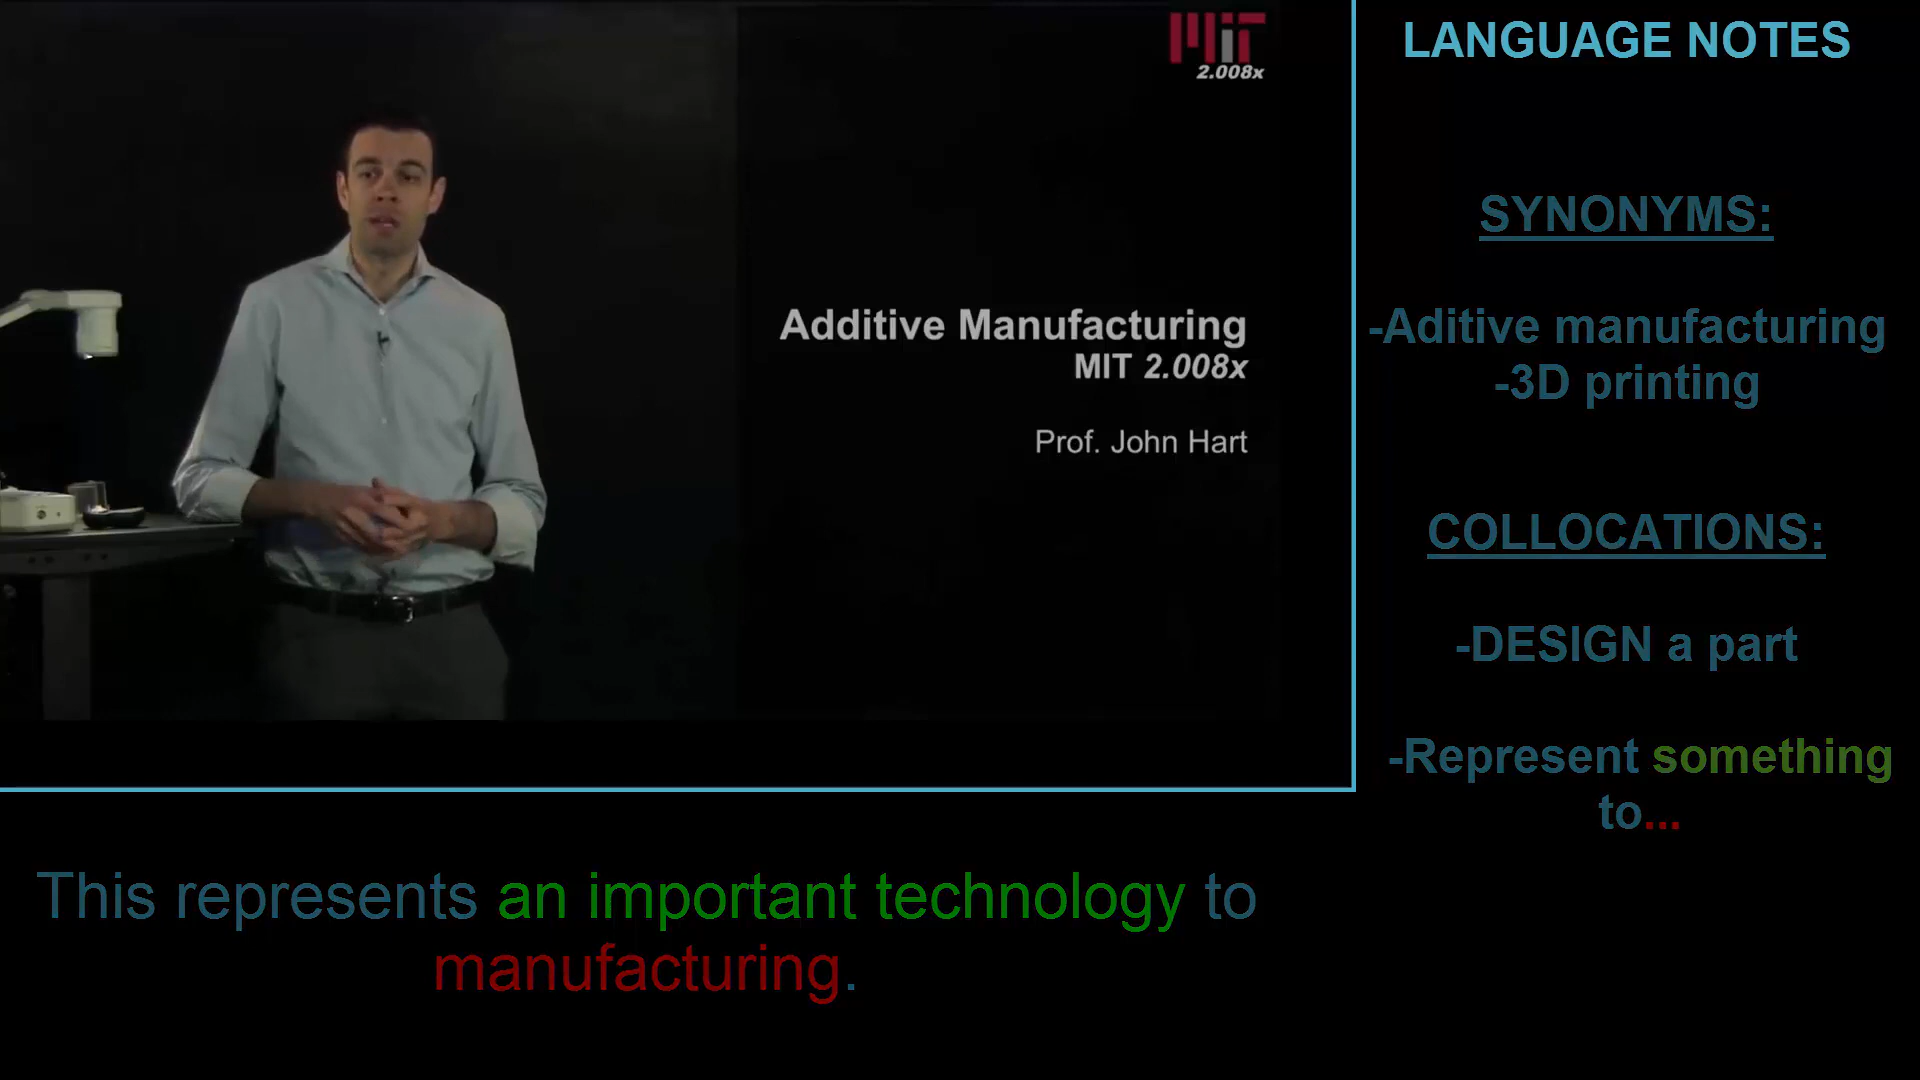 MIT
2.008x
Additive Manufacturing
MIT 2.008x
Prof. John Hart
LANGUAGE NOTES
SYNONYMS:
-Aditive manufacturing
-3D printing
COLLOCATIONS:
-DESIGN a part
-Represent something
to...
This represents an important technology to
manufacturing.